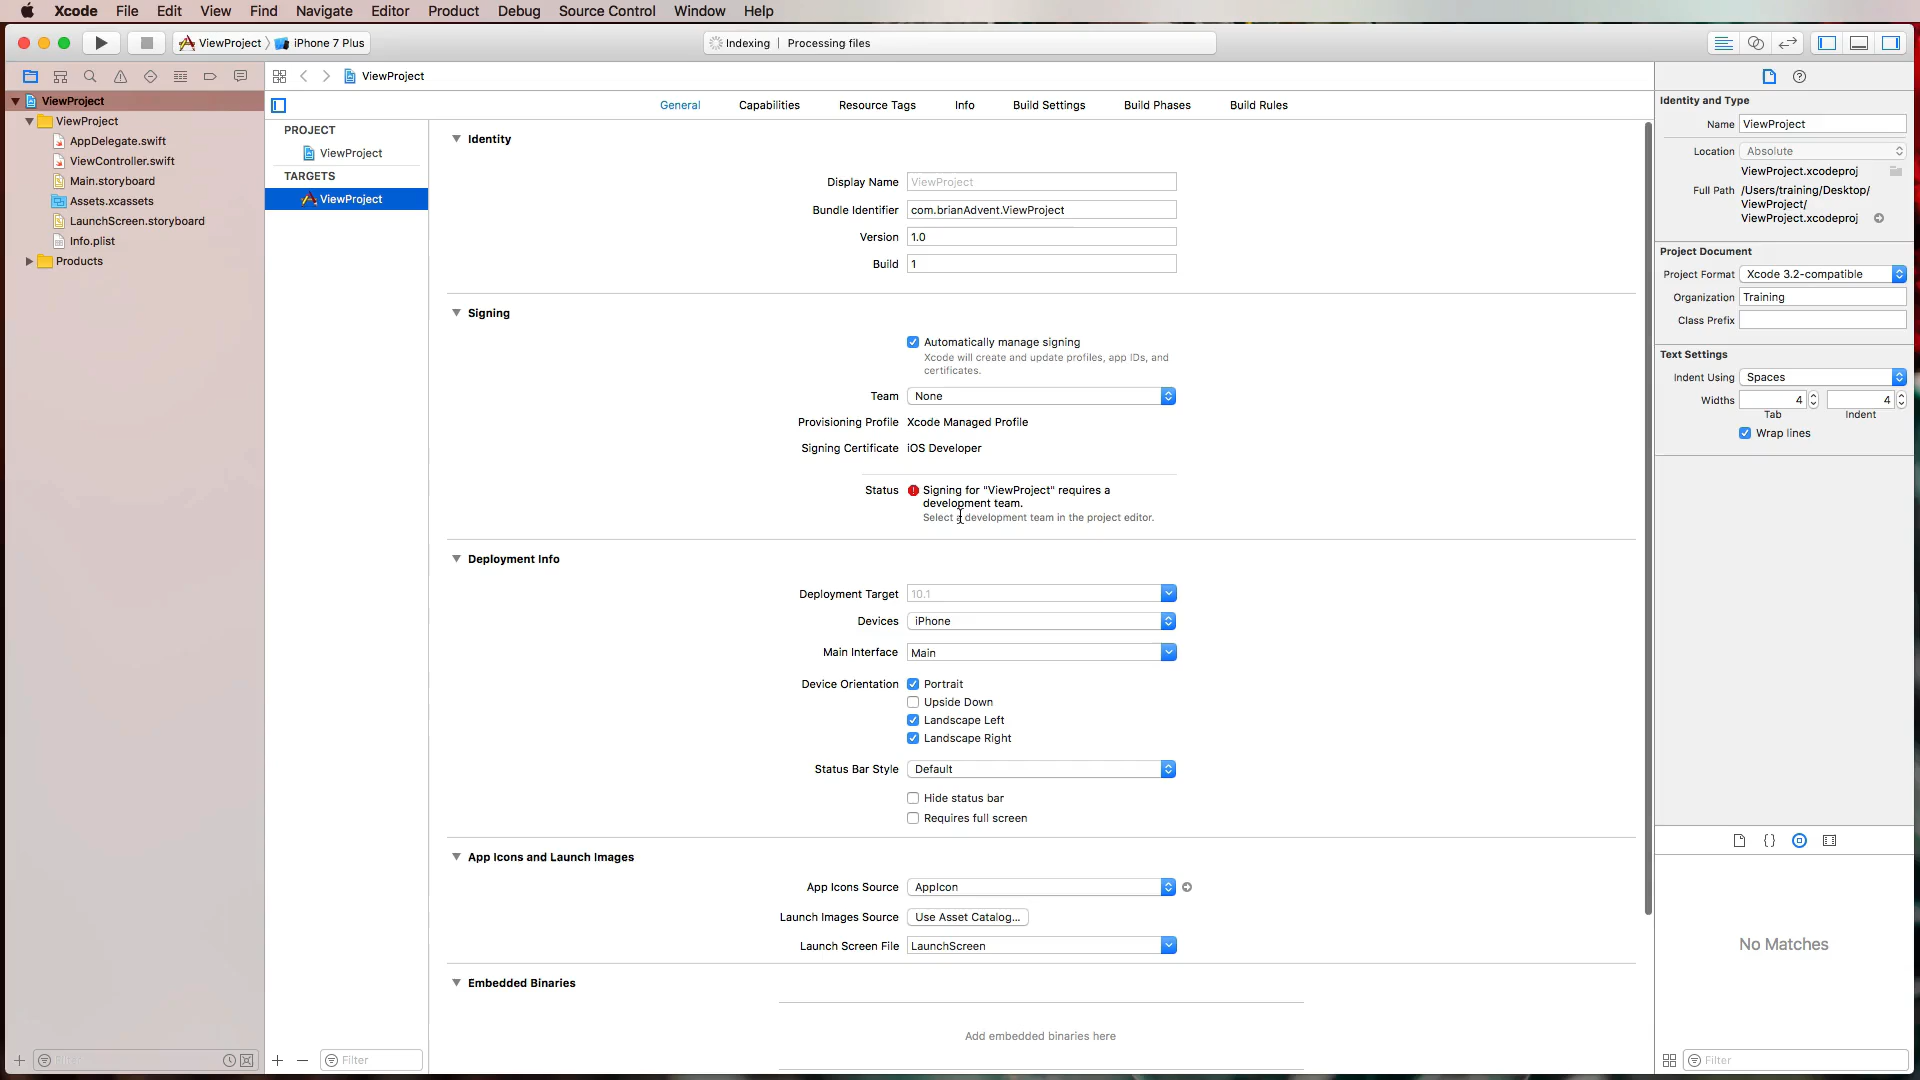 Xcode File Edit View Find Navigate Editor Product Debug Source Control Window Help
ViewProject iPhone 7 Plus
Indexing | Processing files
ViewProject
ViewProject
ViewProject
AppDelegate.swift
ViewController.swift
Main.storyboard
Assets.xcassets
LaunchScreen.storyboard
Info.plist
Products
General Capabilities Resource Tags Info Build Settings Build Phases Build Rules
PROJECT
ViewProject
TARGETS
ViewProject
Filter
Identity
Display Name ViewProject
Bundle Identifier com.brianAdvent.ViewProject
Version 1.0
Build 1
Signing
Automatically manage signing
Xcode will create and update profiles, app IDs, and
certificates.
Team None
Provisioning Profile Xcode Managed Profile
Signing Certificate iOS Developer
Status Signing for "ViewProject" requires a
development team.
Select a development team in the project editor.
Deployment Info
Deployment Target 10.1
Devices iPhone
Main Interface Main
Device Orientation Portrait
Upside Down
Landscape Left
Landscape Right
Status Bar Style Default
Hide status bar
Requires full screen
App Icons and Launch Images
App Icons Source AppIcon
Launch Images Source Use Asset Catalog...
Launch Screen File LaunchScreen
Embedded Binaries
Add embedded binaries here
Identity and Type
Name ViewProject
Location Absolute
ViewProject.xcodeproj
Full Path /Users/training/Desktop/
ViewProject/
ViewProject.xcodeproj
Project Document
Project Format Xcode 3.2-compatible
Organization Training
Class Prefix
Text Settings
Indent Using Spaces
Widths 4 4
Tab Indent
Wrap lines
No Matches
Filter